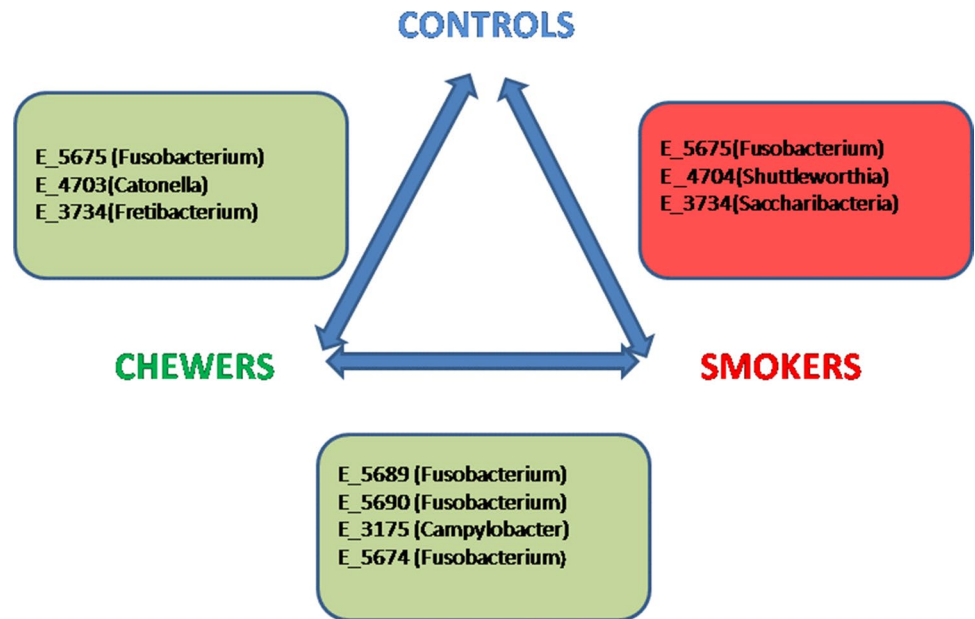 CONTROLS
E_5675 (Fusobacterium)
E_4703(Catonella)
E_3734(Fretibacterium)
E_5675(Fusobacterium)
E_4704(Shuttleworthia)
E_3734(Saccharibacteria)
CHEWERS
SMOKERS
E_5689 (Fusobacterium)
E_5690 (Fusobacterium)
E_3175 (Campylobacter)
E_5674 (Fusobacterium)